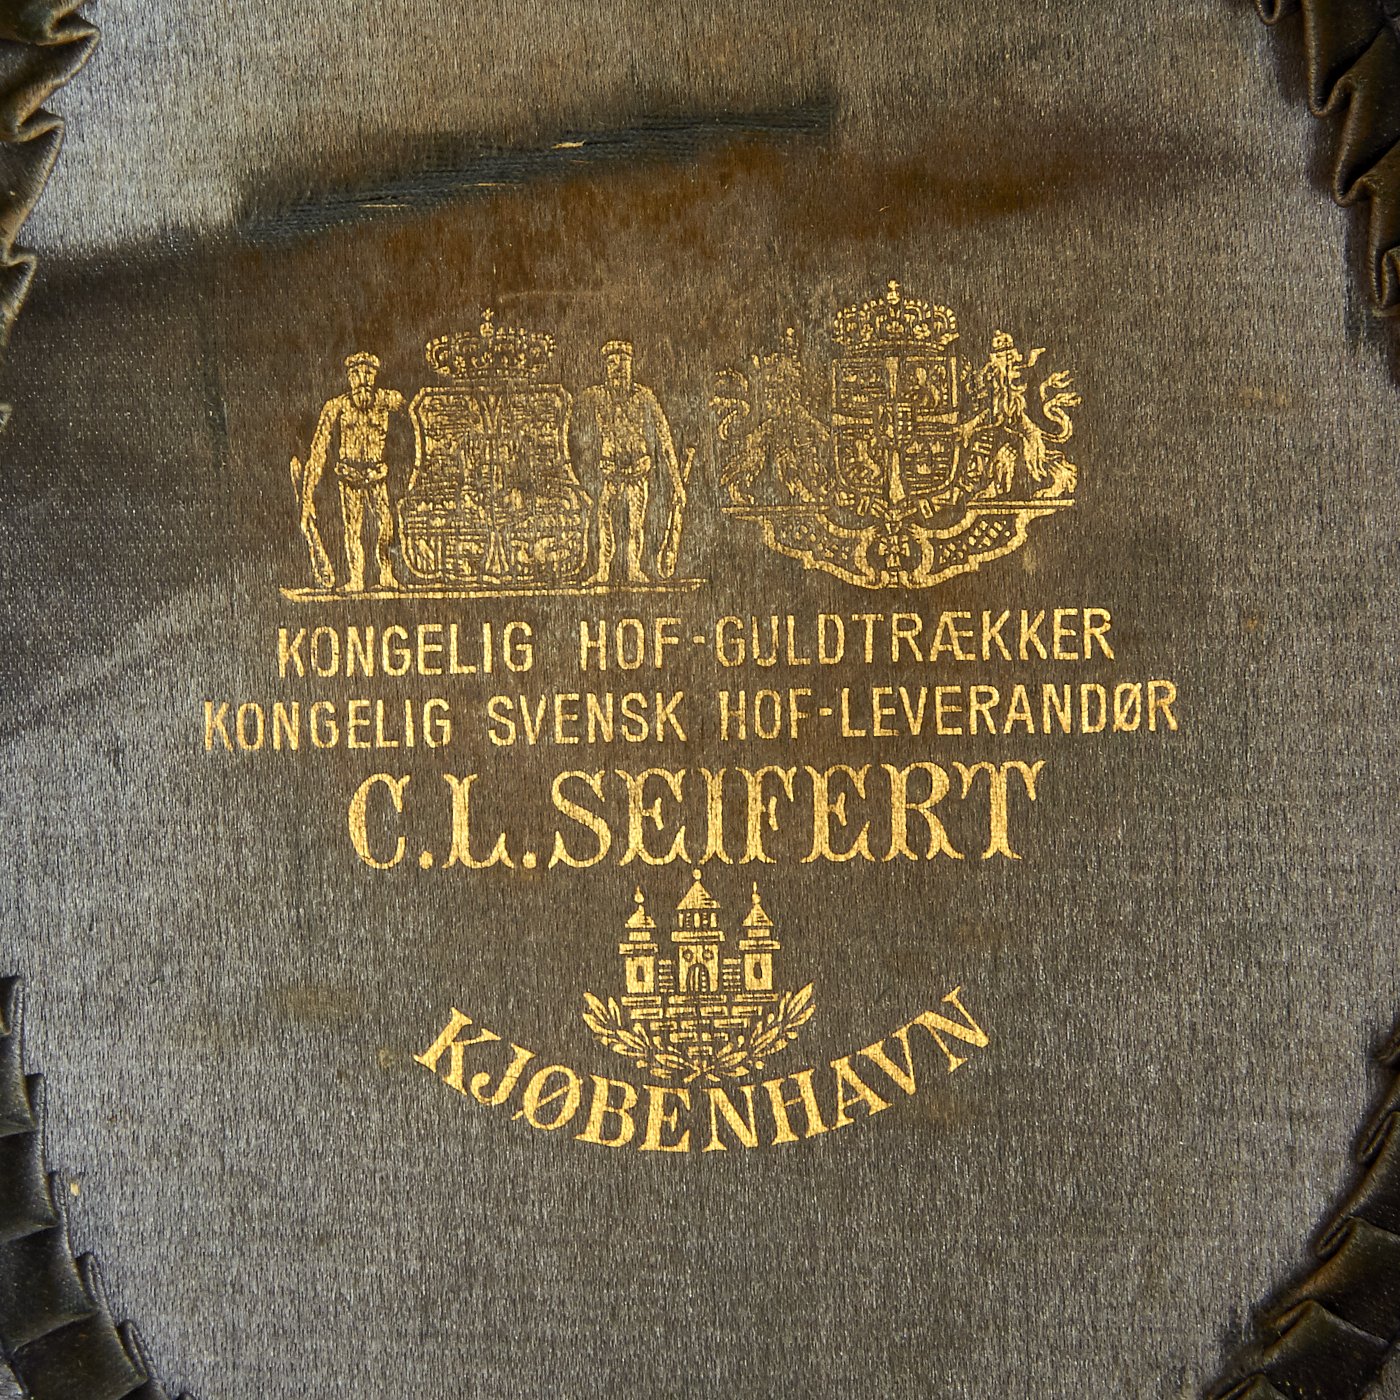 KONGELIG HOF-GULDTRÆKKER
KONGELIG SVENSK HOF-LEVERANDØR
C.L.SEIFERT
KJØBENHAVN